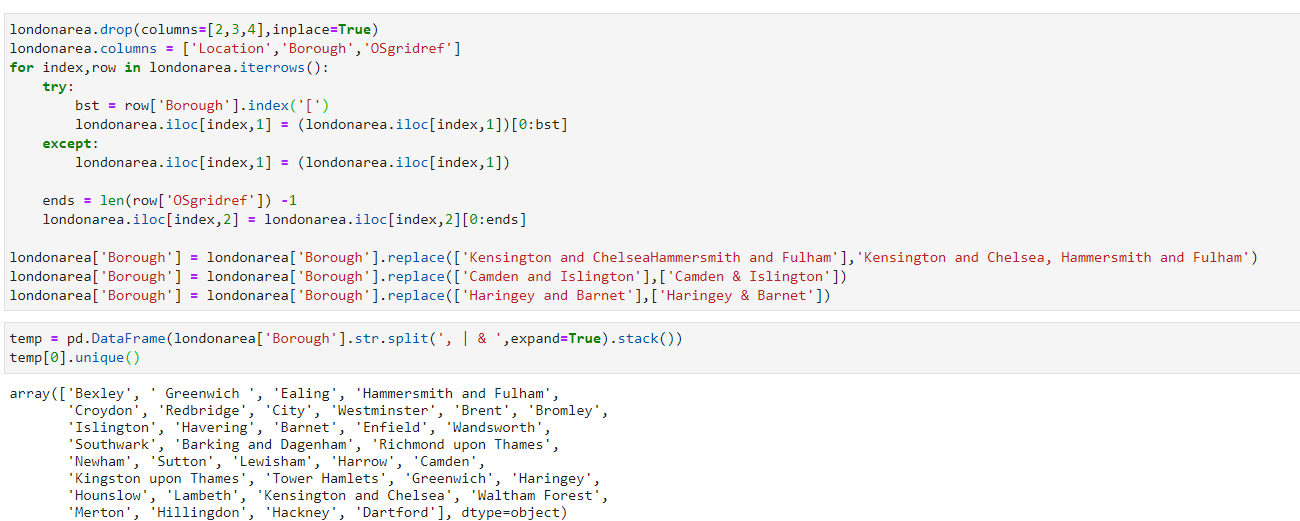 londonarea.drop(columns=[2,3,4],inplace=True)
londonarea.columns = ['Location','Borough','OSgridref']
for index,row in londonarea.iterrows():
    try:
        bst = row['Borough'].index('[')
        londonarea.iloc[index,1] = (londonarea.iloc[index,1])[0:bst]
    except:
        londonarea.iloc[index,1] = (londonarea.iloc[index,1])

    ends = len(row['OSgridref']) -1
    londonarea.iloc[index,2] = londonarea.iloc[index,2][0:ends]

londonarea['Borough'] = londonarea['Borough'].replace(['Kensington and ChelseaHammersmith and Fulham'],'Kensington and Chelsea, Hammersmith and Fulham')
londonarea['Borough'] = londonarea['Borough'].replace(['Camden and Islington'],['Camden & Islington'])
londonarea['Borough'] = londonarea['Borough'].replace(['Haringey and Barnet'],['Haringey & Barnet'])
temp = pd.DataFrame(londonarea['Borough'].str.split(', | & ',expand=True).stack())
temp[0].unique()
array(['Bexley', ' Greenwich ', 'Ealing', 'Hammersmith and Fulham',
       'Croydon', 'Redbridge', 'City', 'Westminster', 'Brent', 'Bromley',
       'Islington', 'Havering', 'Barnet', 'Enfield', 'Wandsworth',
       'Southwark', 'Barking and Dagenham', 'Richmond upon Thames',
       'Newham', 'Sutton', 'Lewisham', 'Harrow', 'Camden',
       'Kingston upon Thames', 'Tower Hamlets', 'Greenwich', 'Haringey',
       'Hounslow', 'Lambeth', 'Kensington and Chelsea', 'Waltham Forest',
       'Merton', 'Hillingdon', 'Hackney', 'Dartford'], dtype=object)